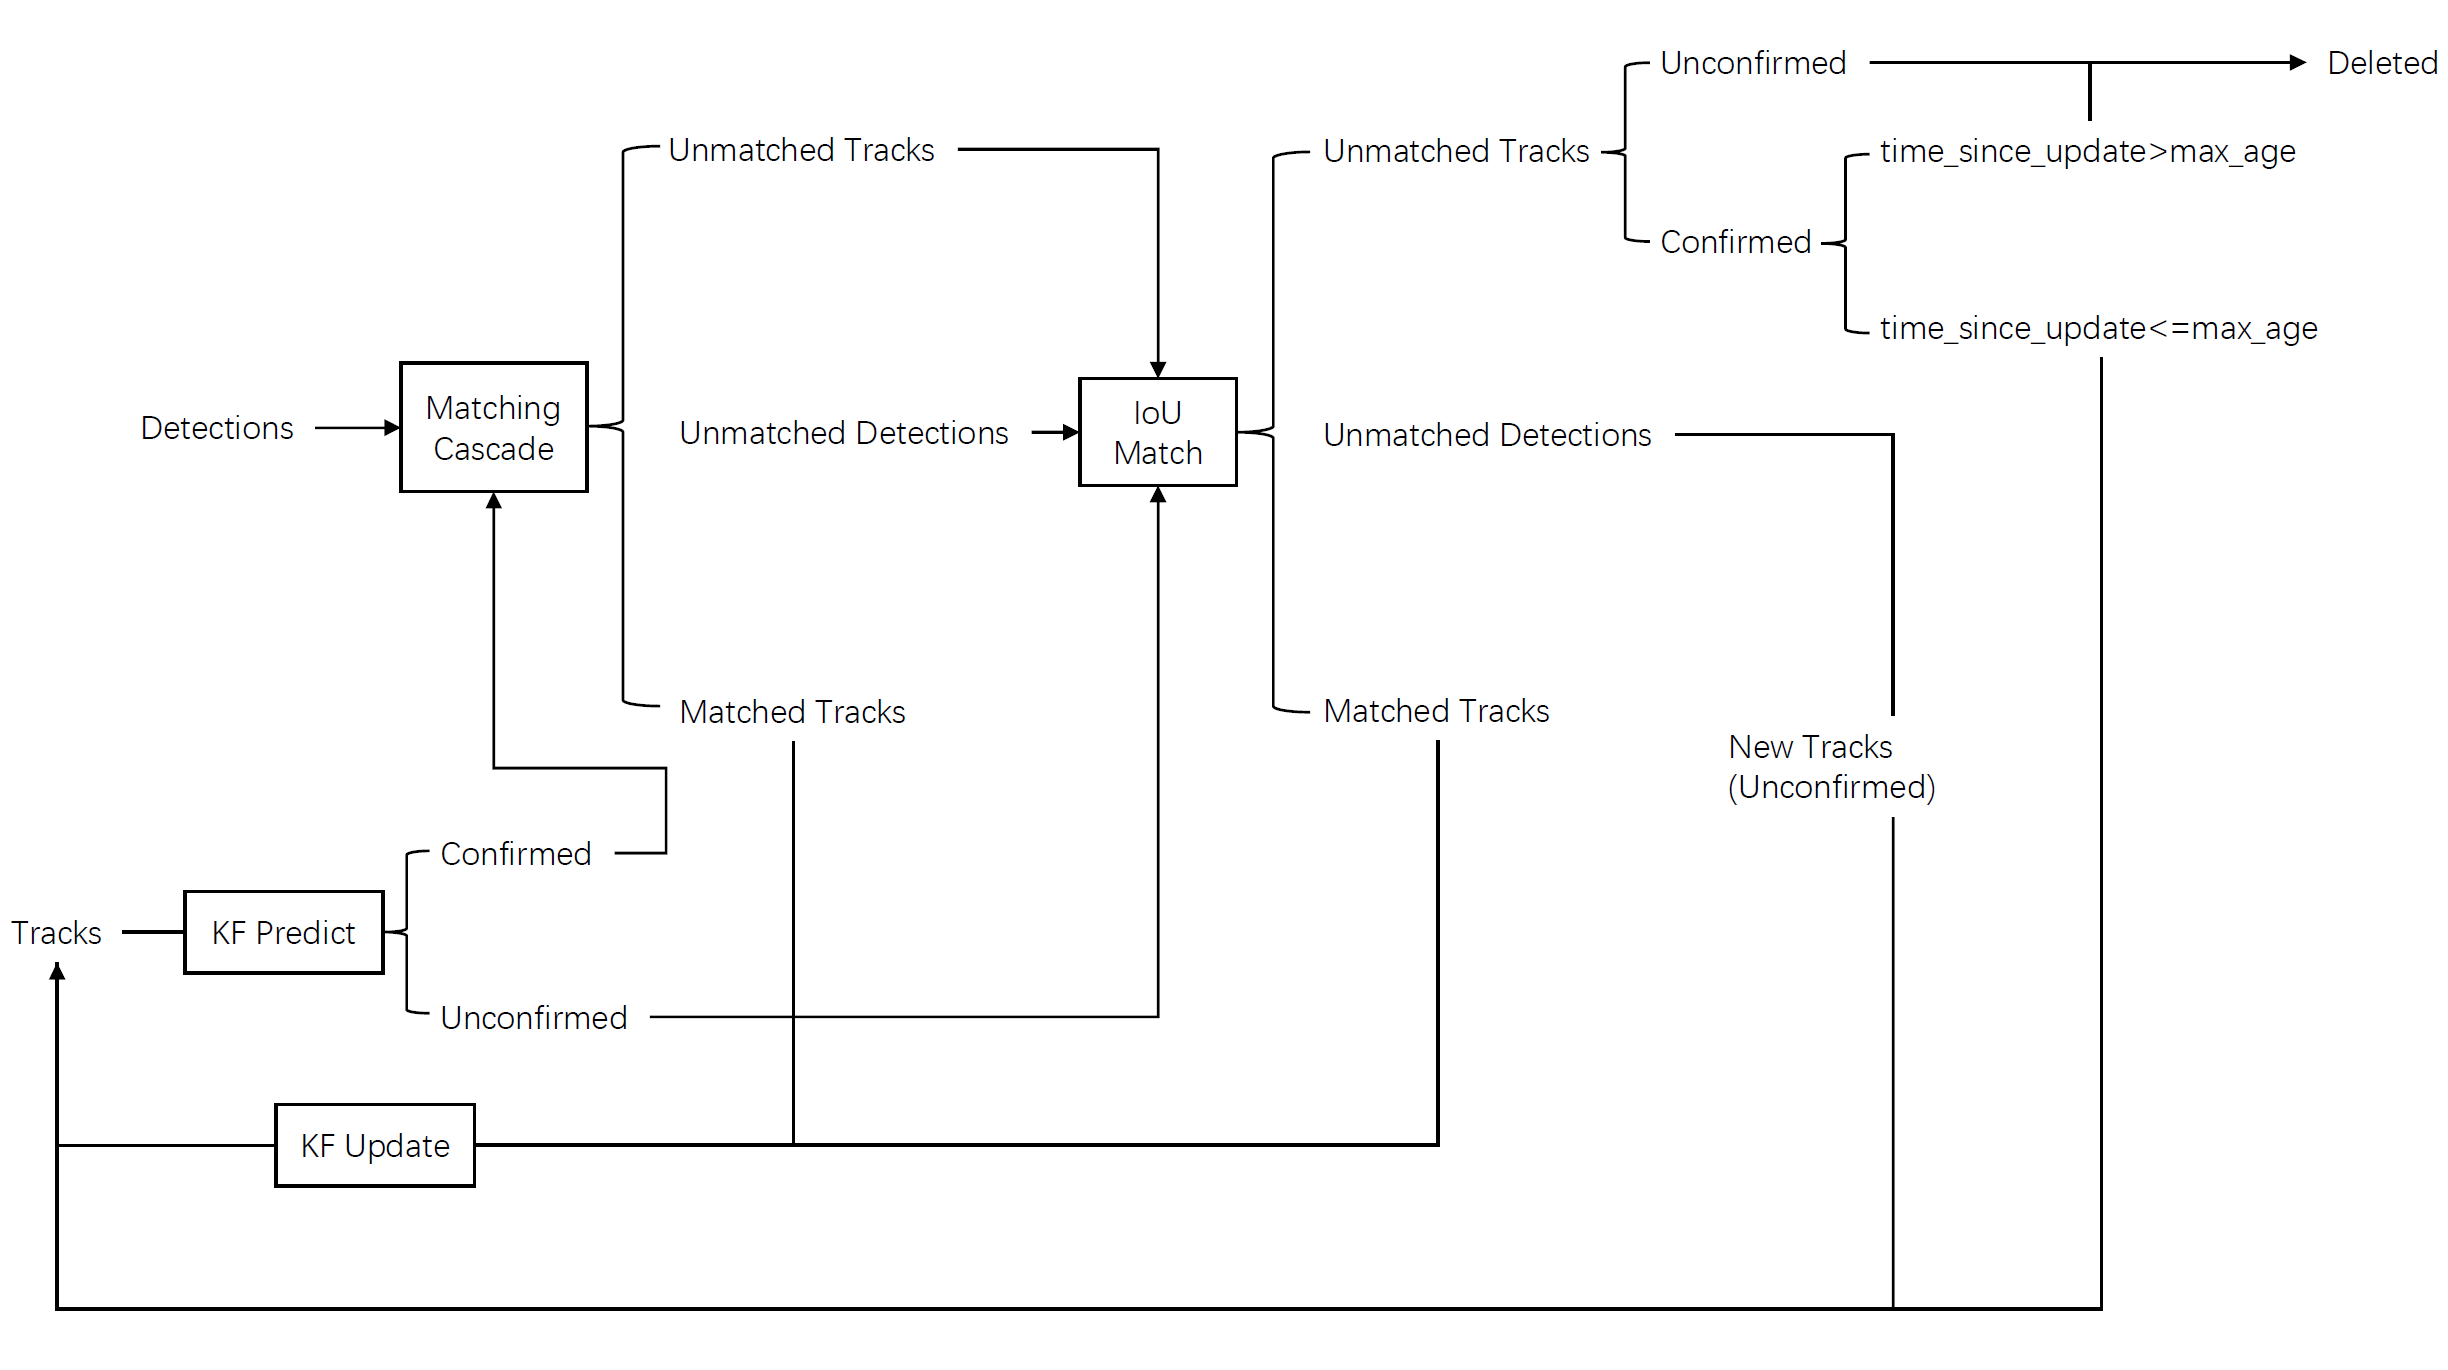 Unconfirmed
Deleted
Unmatched Tracks
Unmatched Tracks
time_since_update>max_age
Confirmed
time_since_update<=max_age
Detections
Matching
Cascade
Unmatched Detections
IoU
Match
Unmatched Detections
Matched Tracks
Matched Tracks
New Tracks
(Unconfirmed)
Confirmed
Tracks
KF Predict
Unconfirmed
KF Update